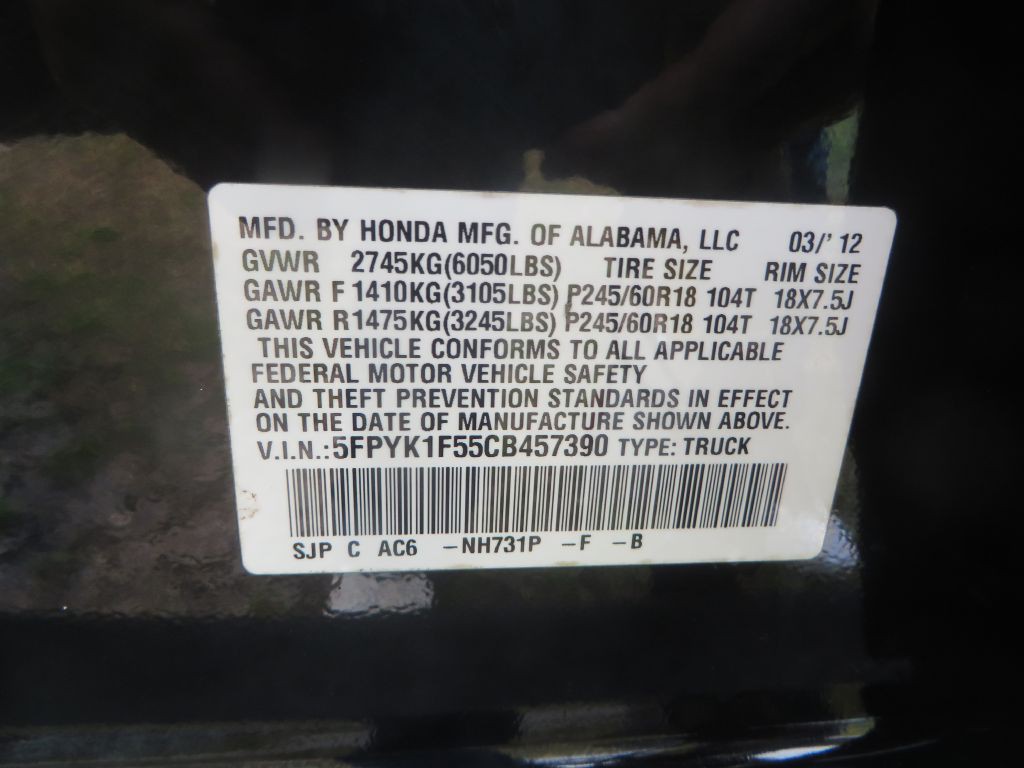 MFD. BY HONDA MFG. OF ALABAMA, LLC 03/' 12
GVWR 2745KG(6050LBS) TIRE SIZE RIM SIZE
GAWR F 1410KG(3105LBS) P245/60R18 104T 18X7.5J
GAWR R1475KG(3245LBS) P245/60R18 104T 18X7.5J
THIS VEHICLE CONFORMS TO ALL APPLICABLE
FEDERAL MOTOR VEHICLE SAFETY
AND THEFT PREVENTION STANDARDS IN EFFECT
ON THE DATE OF MANUFACTURE SHOWN ABOVE.
V.I.N.:5FPYK1F55CB457390 TYPE: TRUCK
SJP C AC6 -NH731P -F -B